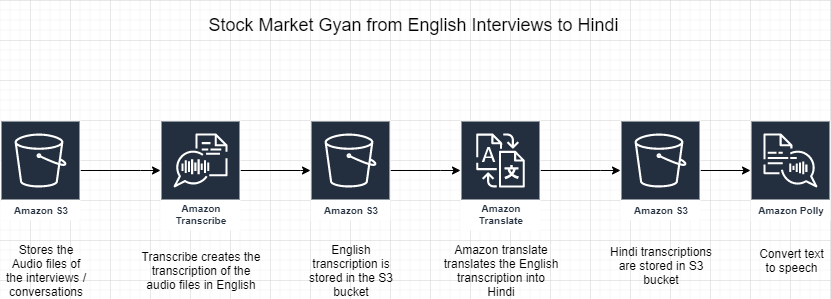 Stock Market Gyan from English Interviews to Hindi
Amazon S3
Amazon
Transcribe
Amazon S3
Amazon
Translate
Amazon S3
Amazon Polly
Stores the
Audio files of
the interviews /
conversations
Transcribe creates the
transcription of the
audio files in English
English
transcription is
stored in the S3
bucket
Amazon translate
translates the English
transcription into
Hindi
Hindi transcriptions
are stored in S3
bucket
Convert text
to speech
A
文